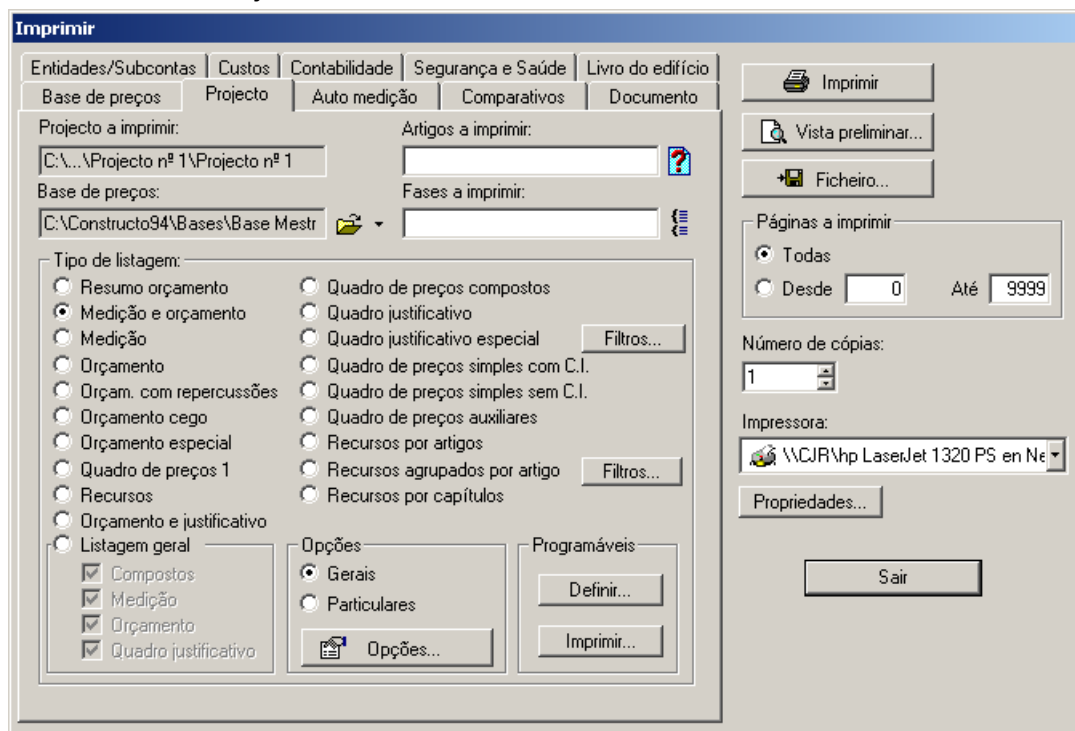 Imprimir
Entidades/Subcontas Custos Contabilidade Segurança e Saúde Livro do edifício
Base de preços Projecto Auto medição Comparativos Documento
Projecto a imprimir: Artigos a imprimir:
C:\...\Projecto nº 1\Projecto nº 1
Base de preços: Fases a imprimir:
C:\Constructo94\Bases\Base Mestr
Tipo de listagem:
Resumo orçamento
Medição e orçamento
Medição
Orçamento
Orçam. com repercussões
Orçamento cego
Orçamento especial
Quadro de preços 1
Recursos
Orçamento e justificativo
Quadro de preços compostos
Quadro justificativo
Quadro justificativo especial Filtros...
Quadro de preços simples com C.I.
Quadro de preços simples sem C.I.
Quadro de preços auxiliares
Recursos por artigos
Recursos agrupados por artigo Filtros...
Recursos por capítulos
Listagem geral
Compostos
Medição
Orçamento
Quadro justificativo
Opções
Gerais
Particulares
Opções...
Programáveis
Definir...
Imprimir...
Imprimir
Vista preliminar...
Ficheiro...
Páginas a imprimir
Todas
Desde 0 Até 9999
Número de cópias:
1
Impressora:
\\CJR\hp LaserJet 1320 PS en Ne
Propriedades...
Sair